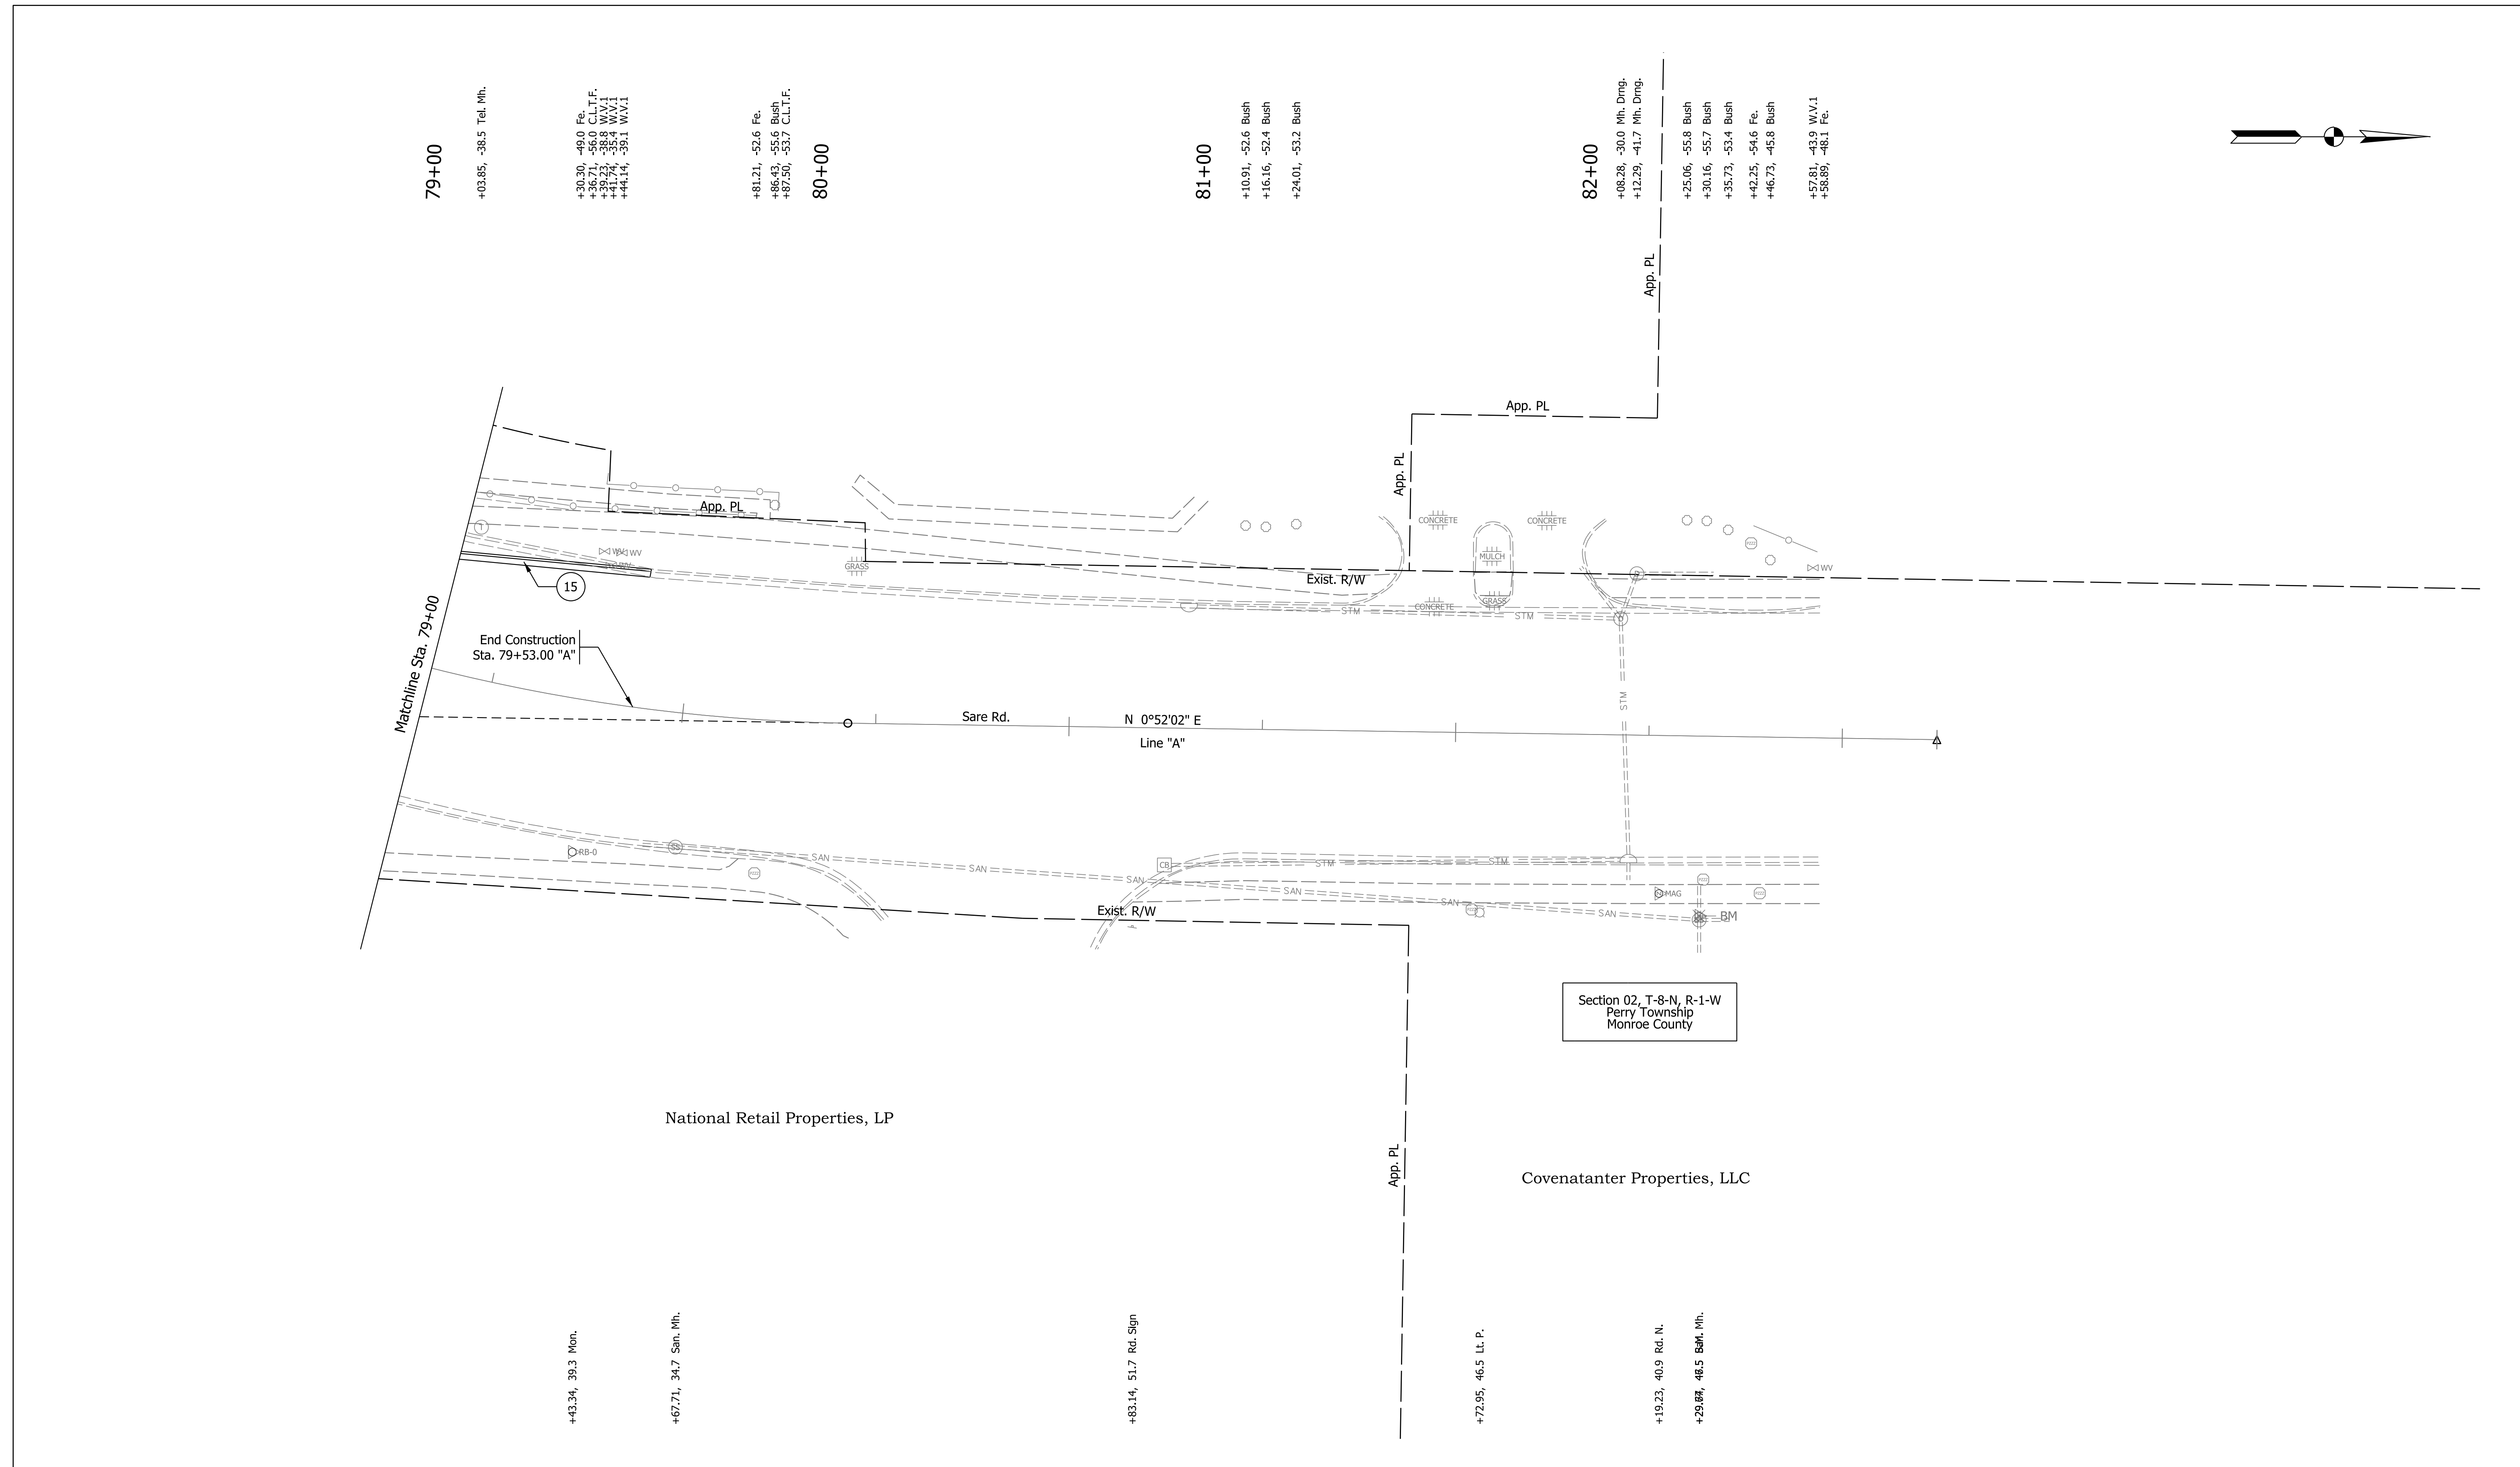 79+00
+03.85, -38.5 Tel. Mh.
+30.30, -49.0 Fe.
+36.71, -56.0 C.L.T.F.
+39.23, -38.8 W.V.1
+41.74, -35.4 W.V.1
+44.14, -39.1 W.V.1
+81.21, -52.6 Fe.
+86.43, -55.6 Bush
+87.50, -53.7 C.L.T.F.
80+00
81+00
+10.91, -52.6 Bush
+16.16, -52.4 Bush
+24.01, -53.2 Bush
82+00
+08.28, -30.0 Mh. Drng.
+12.29, -41.7 Mh. Drng.
+25.06, -55.8 Bush
+30.16, -55.7 Bush
+35.73, -53.4 Bush
+42.25, -54.6 Fe.
+46.73, -45.8 Bush
+57.81, -43.9 W.V.1
+58.89, -48.1 Fe.
App. PL
App. PL
App. PL
App. PL
CONCRETE
CONCRETE
T
WV
WV
WV
MULCH
GRASS
WV
Exist. R/W
15
CONCRETE
GRASS
STM
STM
D
D
End Construction
Sta. 79+53.00 "A"
Matchline Sta. 79+00
STM
Sare Rd.
N 0°52'02" E
Line "A"
RB-0
SS
SAN
SAN
SAN
SAN
SAN
SAN
CB
STM
STM
MAG
BM
Exist. R/W
Section 02, T-8-N, R-1-W
Perry Township
Monroe County
National Retail Properties, LP
App. PL
Covenatanter Properties, LLC
+43.34, 39.3 Mon.
+67.71, 34.7 San. Mh.
+83.14, 51.7 Rd. Sign
+72.95, 46.5 Lt. P.
+19.23, 40.9 Rd. N.
San. Mh.